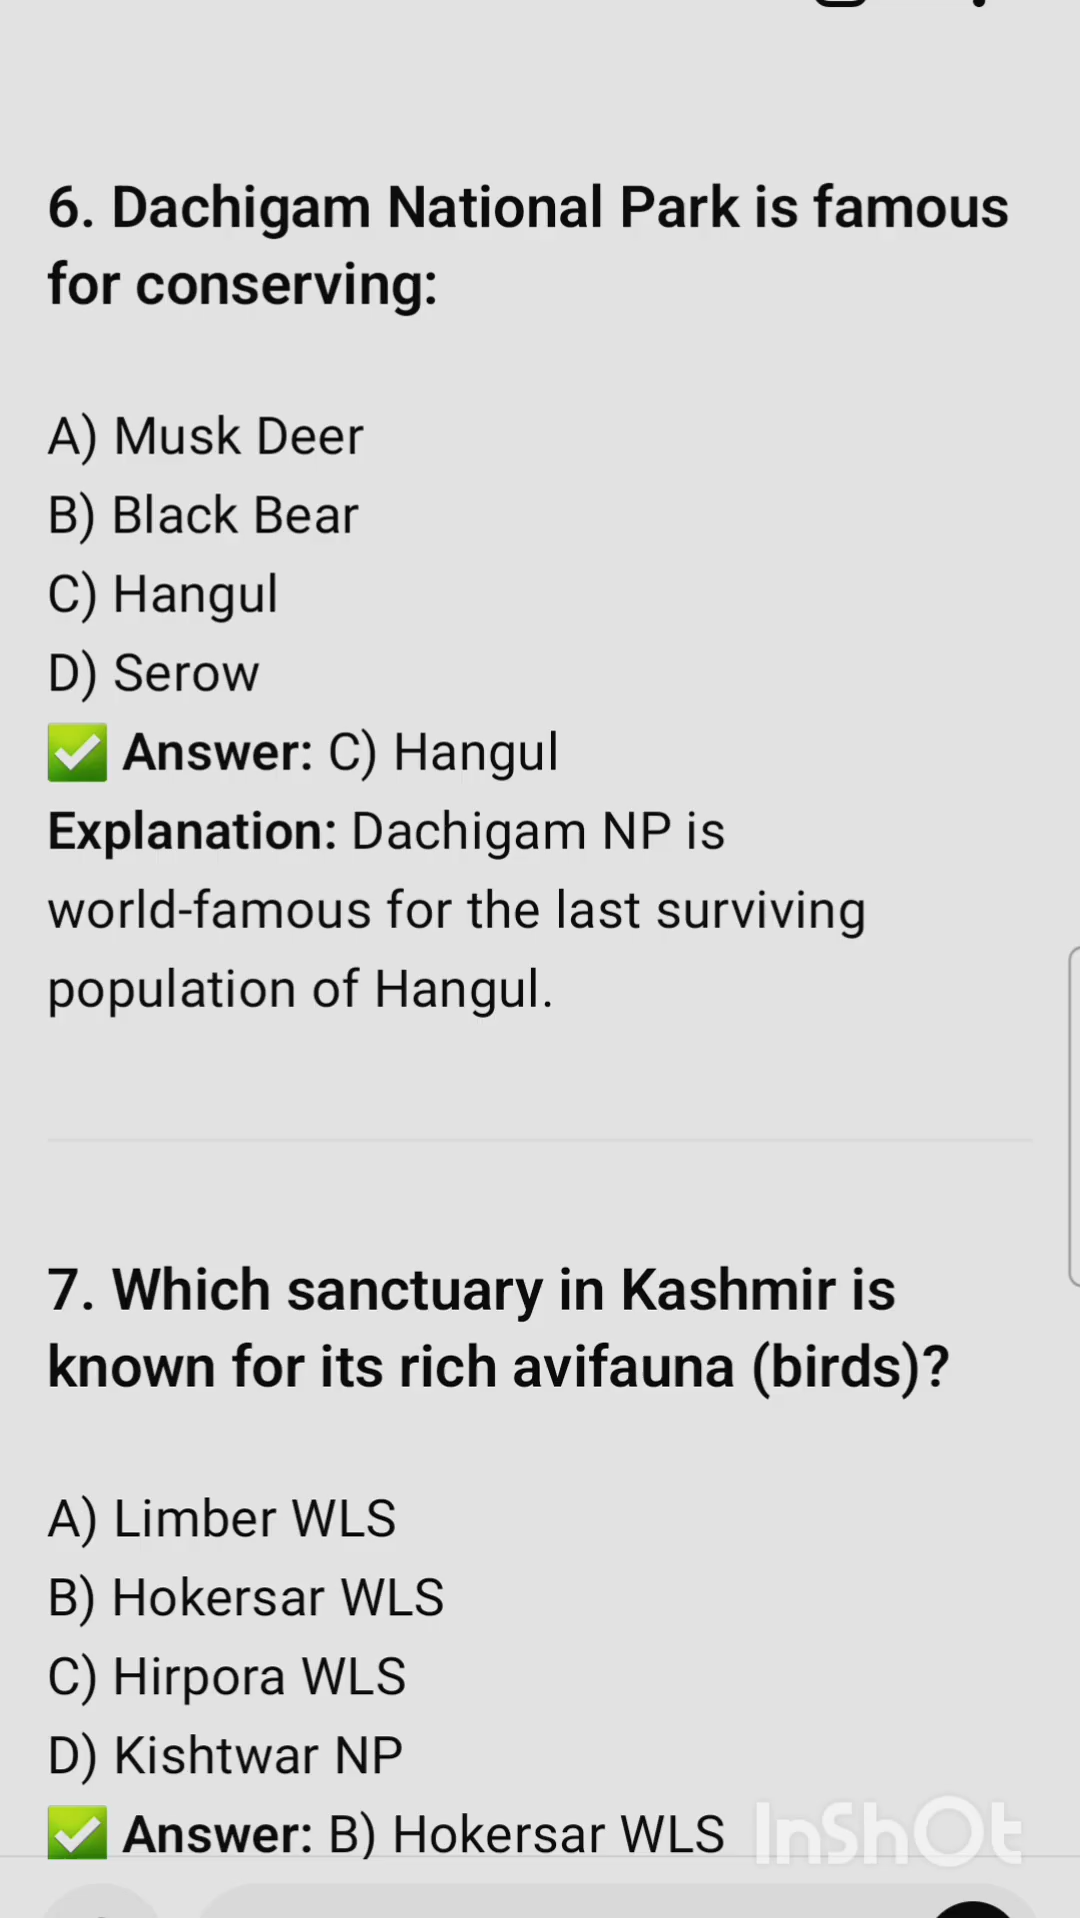 6. Dachigam National Park is famous
for conserving:
A) Musk Deer
B) Black Bear
C) Hangul
D) Serow
✅ Answer: C) Hangul
Explanation: Dachigam NP is
world-famous for the last surviving
population of Hangul.
7. Which sanctuary in Kashmir is
known for its rich avifauna (birds)?
A) Limber WLS
B) Hokersar WLS
C) Hirpora WLS
D) Kishtwar NP
✅ Answer: B) Hokersar WLS
InShOt